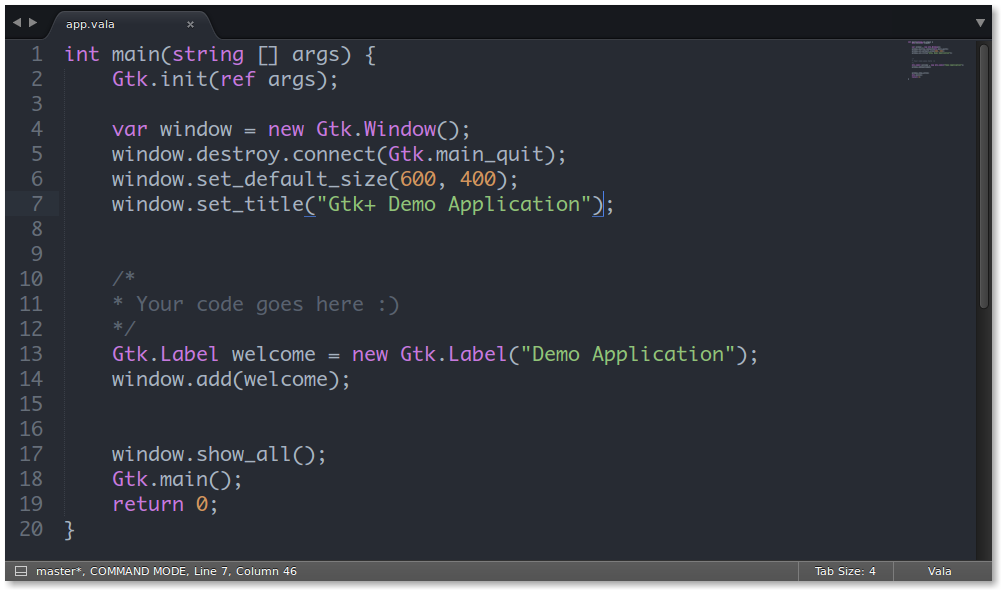 app.vala ×
1 int main(string [] args) {
2     Gtk.init(ref args);
3
4     var window = new Gtk.Window();
5     window.destroy.connect(Gtk.main_quit);
6     window.set_default_size(600, 400);
7     window.set_title("Gtk+ Demo Application");
8
9
10     /*
11     * Your code goes here :)
12     */
13     Gtk.Label welcome = new Gtk.Label("Demo Application");
14     window.add(welcome);
15
16
17     window.show_all();
18     Gtk.main();
19     return 0;
20 }
master*, COMMAND MODE, Line 7, Column 46 Tab Size: 4 Vala